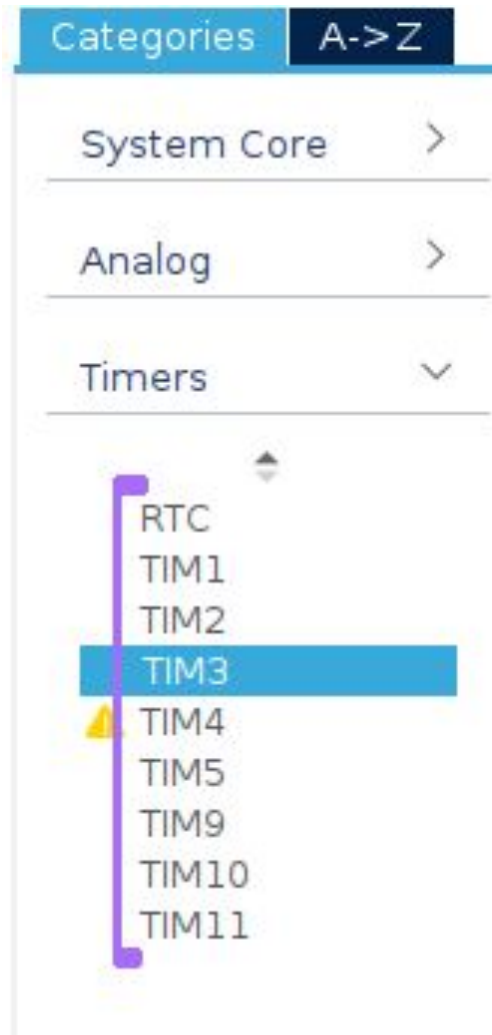 Categories A->Z
System Core
Analog
Timers
RTC
TIM1
TIM2
TIM3
TIM4
TIM5
TIM9
TIM10
TIM11